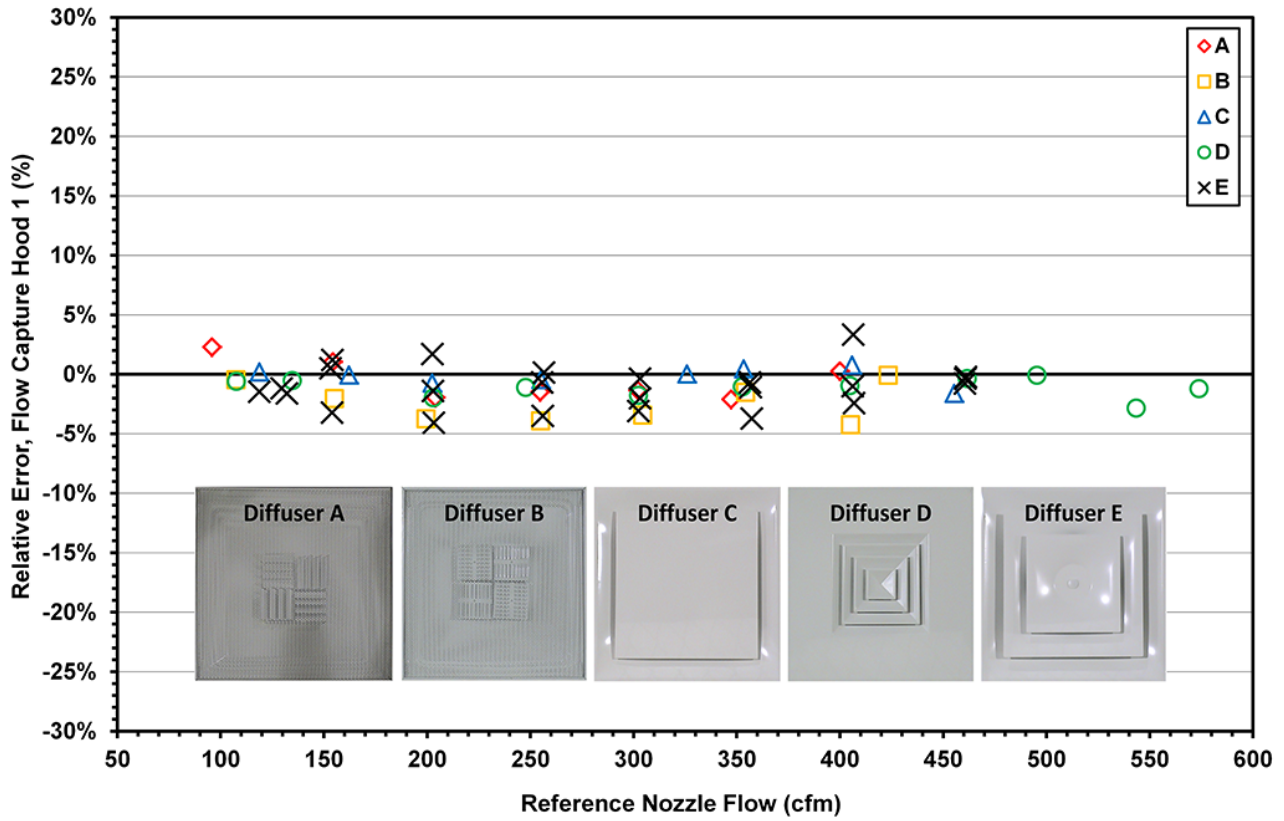 Relative Error, Flow Capture Hood 1 (%)
30%
25%
20%
15%
10%
5%
0%
-5%
-10%
-15%
-20%
-25%
-30%
A
B
C
D
E
Diffuser A
Diffuser B
Diffuser C
Diffuser D
Diffuser E
50 100 150 200 250 300 350 400 450 500 550 600
Reference Nozzle Flow (cfm)